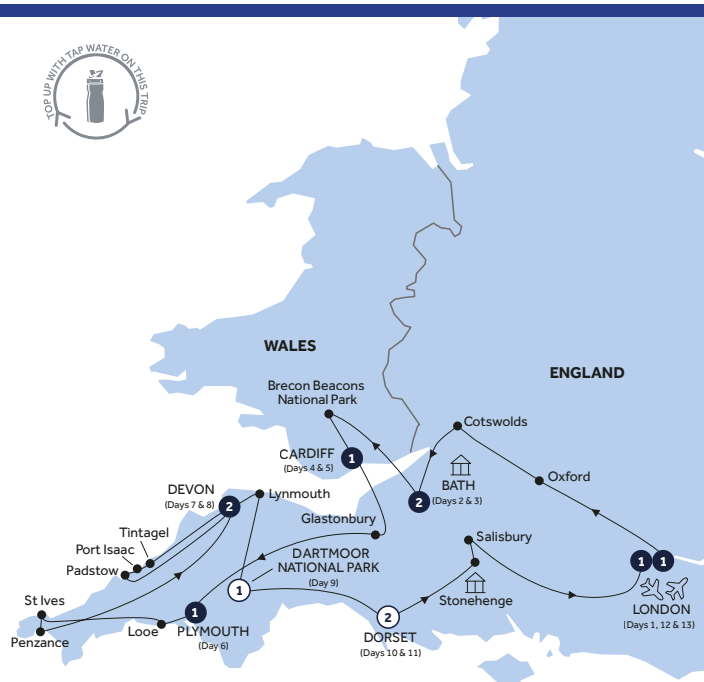 TOP UP WITH TAP WATER ON THIS TRIP
WALES
ENGLAND
Brecon Beacons
National Park
Cotswolds
CARDIFF
(Days 4 & 5)
1
BATH
(Days 2 & 3)
2
Oxford
DEVON
(Days 7 & 8)
2
Lynmouth
Glastonbury
Tintagel
Port Isaac
Padstow
Salisbury
DARTMOOR
NATIONAL PARK
(Day 9)
1
1 1
Stonehenge
LONDON
(Days 1, 12 & 13)
St Ives
Penzance
Looe
1
PLYMOUTH
(Day 6)
2
DORSET
(Days 10 & 11)